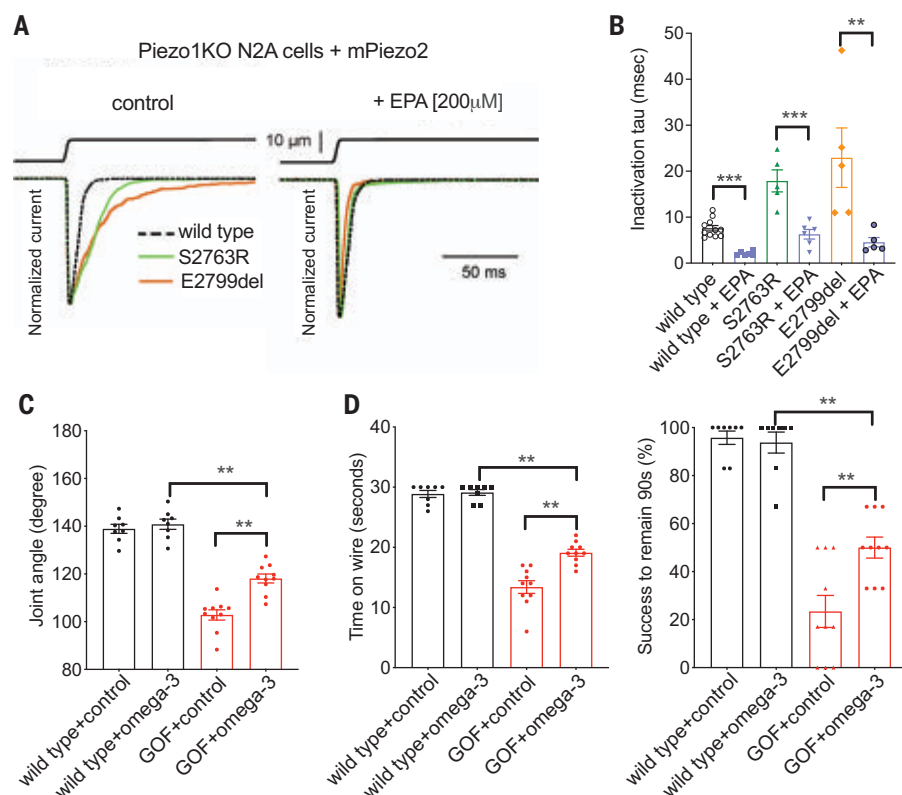 A
Piezo1KO N2A cells + mPiezo2
control
+ EPA [200μM]
10 μm
Normalized current
wild type
S2763R
E2799del
Normalized current
50 ms
B
Inactivation tau (msec)
50
40
30
20
10
0
***
***
**
wild type
wild type + EPA
S2763R
S2763R + EPA
E2799del
E2799del + EPA
C
Joint angle (degree)
180
160
140
120
100
80
**
**
wild type+control
wild type+omega-3
GOF+control
GOF+omega-3
D
Time on wire (seconds)
40
30
20
10
0
**
**
wild type+control
wild type+omega-3
GOF+control
GOF+omega-3
Success to remain 90s (%)
100
80
60
40
20
0
**
**
wild type+control
wild type+omega-3
GOF+control
GOF+omega-3